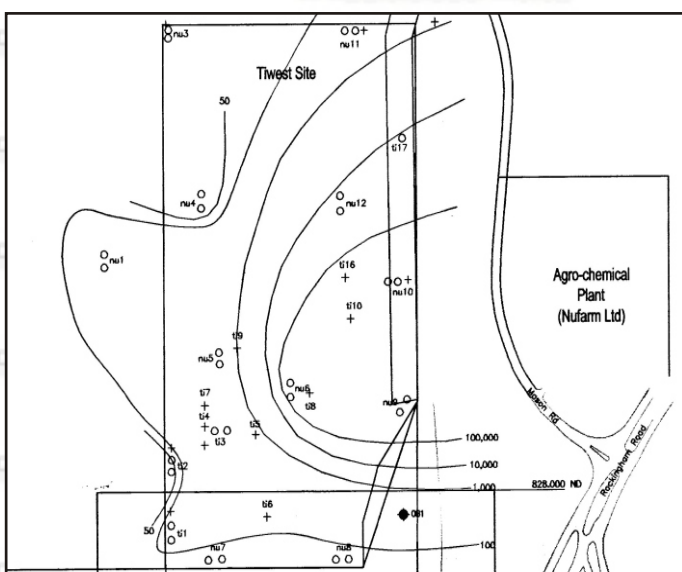 nu3
nu11
Tiwest Site
50
ti17
nu4
nu12
nu1
ti16
nu10
Agro-chemical
Plant
(Nufarm Ltd)
ti10
ti9
nu5
nu6
ti8
nu9
ti7
ti4
ti3
ti5
Mason Rd
Rockingham Road
100,000
ti2
10,000
1,000
828.000 ND
ti6
081
50
ti1
100
nu7
nu8